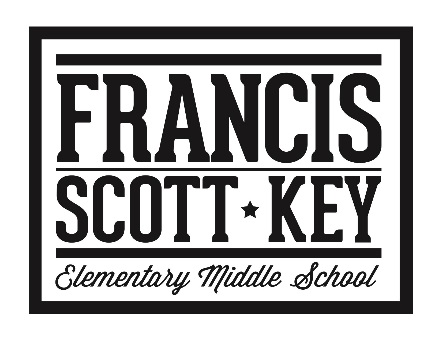 FRANCIS
SCOTT★KEY
Elementary Middle School